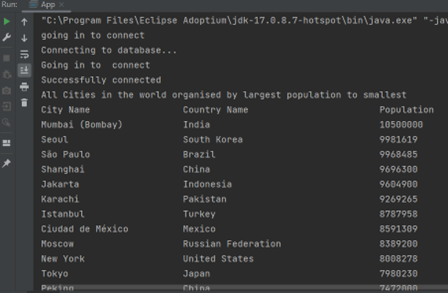 Run: App
"C:\Program Files\Eclipse Adoptium\jdk-17.0.8.7-hotspot\bin\java.exe" "-ja
going in to connect
Connecting to database...
Going in to  connect
Successfully connected
All Cities in the world organised by largest population to smallest
City Name Country Name Population
Mumbai (Bombay) India 10500000
Seoul South Korea 9981619
São Paulo Brazil 9968485
Shanghai China 9696300
Jakarta Indonesia 9604900
Karachi Pakistan 9269265
Istanbul Turkey 8787958
Ciudad de México Mexico 8591309
Moscow Russian Federation 8389200
New York United States 8008278
Tokyo Japan 7980230
Peking China 7472000